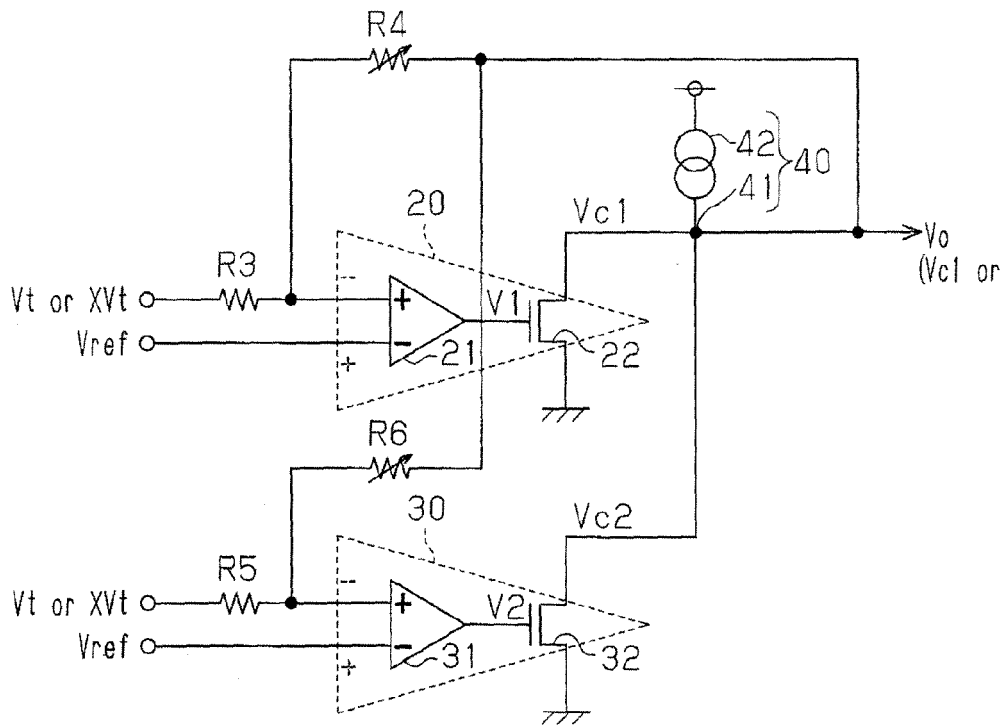 R4
42
40
41
20
Vc1
Vo
(Vc1 or
R3
-
Vt or XVt
+
V1
Vref
-
21
22
+
R6
30
Vc2
R5
-
Vt or XVt
+
V2
Vref
-
31
32
+